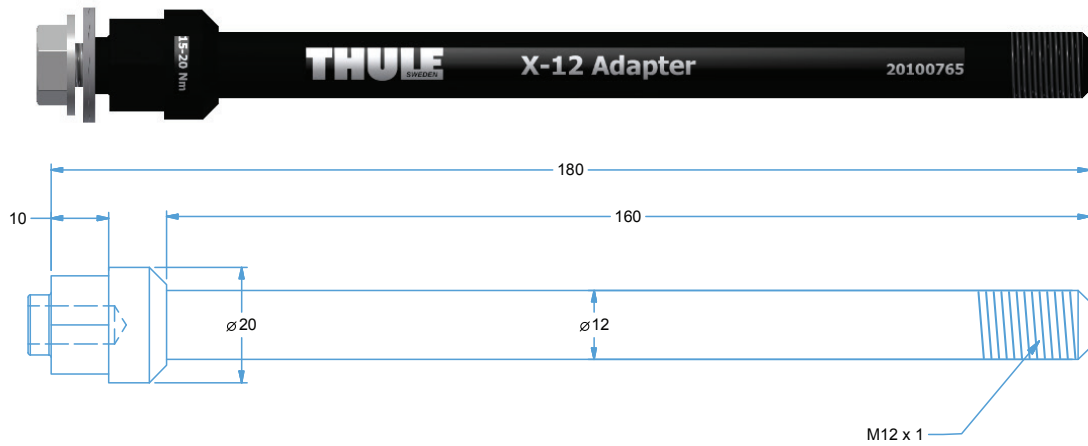 15-20 Nm
THULE
SWEDEN
X-12 Adapter
20100765
180
10
160
⌀20
⌀12
M12 x 1